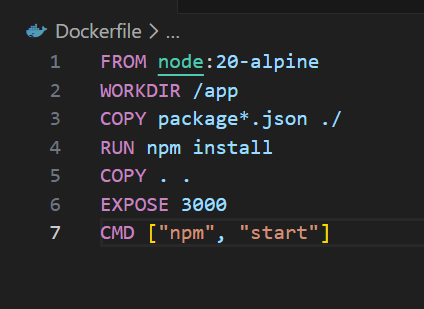 Dockerfile > ...
1 FROM node:20-alpine
2 WORKDIR /app
3 COPY package*.json ./
4 RUN npm install
5 COPY . .
6 EXPOSE 3000
7 CMD ["npm", "start"]